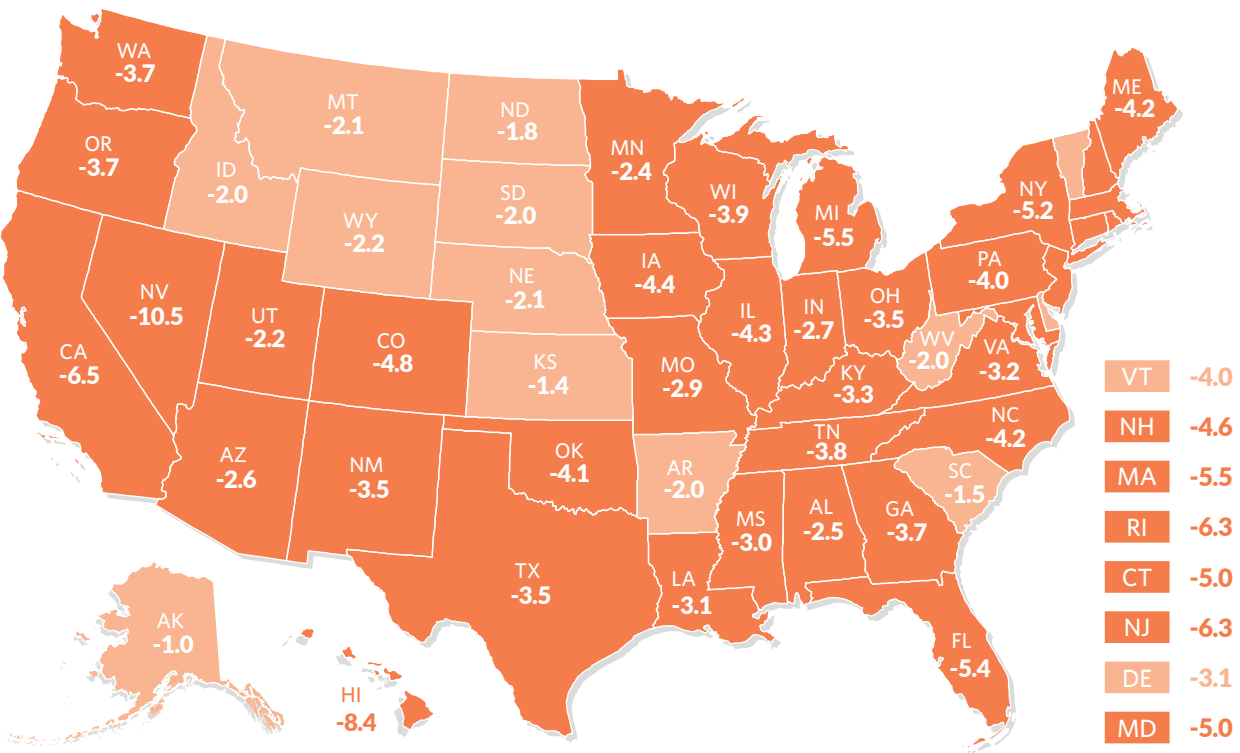 WA
-3.7
OR
-3.7
CA
-6.5
NV
-10.5
ID
-2.0
MT
-2.1
WY
-2.2
UT
-2.2
AZ
-2.6
CO
-4.8
NM
-3.5
ND
-1.8
SD
-2.0
NE
-2.1
KS
-1.4
OK
-4.1
TX
-3.5
MN
-2.4
IA
-4.4
MO
-2.9
AR
-2.0
LA
-3.1
WI
-3.9
IL
-4.3
MS
-3.0
MI
-5.5
IN
-2.7
OH
-3.5
KY
-3.3
TN
-3.8
AL
-2.5
GA
-3.7
FL
-5.4
SC
-1.5
NC
-4.2
VA
-3.2
WV
-2.0
PA
-4.0
NY
-5.2
ME
-4.2
AK
-1.0
HI
-8.4
VT -4.0
NH -4.6
MA -5.5
RI -6.3
CT -5.0
NJ -6.3
DE -3.1
MD -5.0